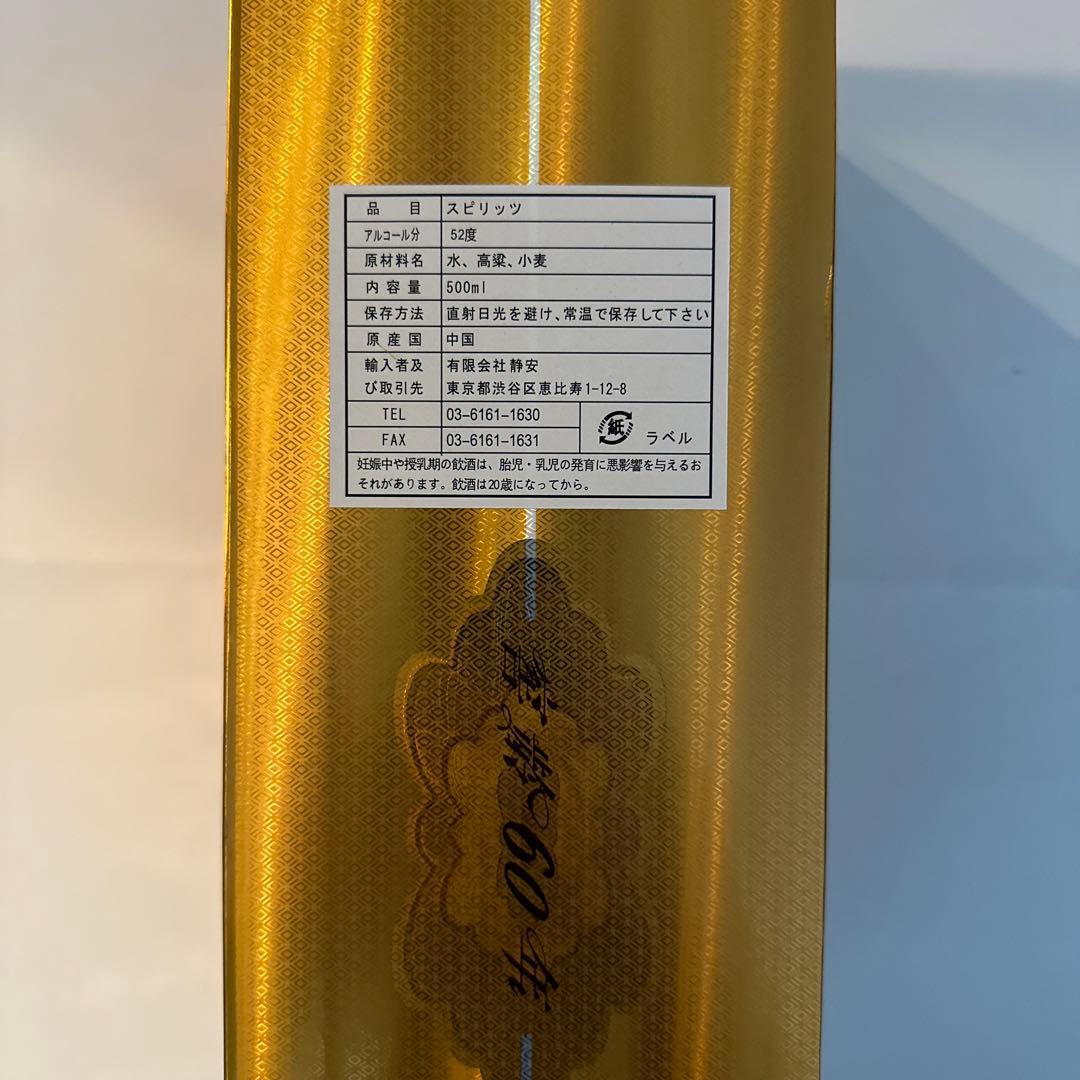 品目 スピリッツ
アルコール分 52度
原材料名 水、高粱、小麦
内容量 500ml
保存方法 直射日光を避け、常温で保存して下さい
原産国 中国
輸入者及 有限会社静安
び取引先 東京都渋谷区恵比寿1-12-8
TEL 03-6161-1630
FAX 03-6161-1631
紙 ラベル
妊娠中や授乳期の飲酒は、胎児・乳児の発育に悪影響を与えるお
それがあります。飲酒は20歳になってから。
窖龄60年